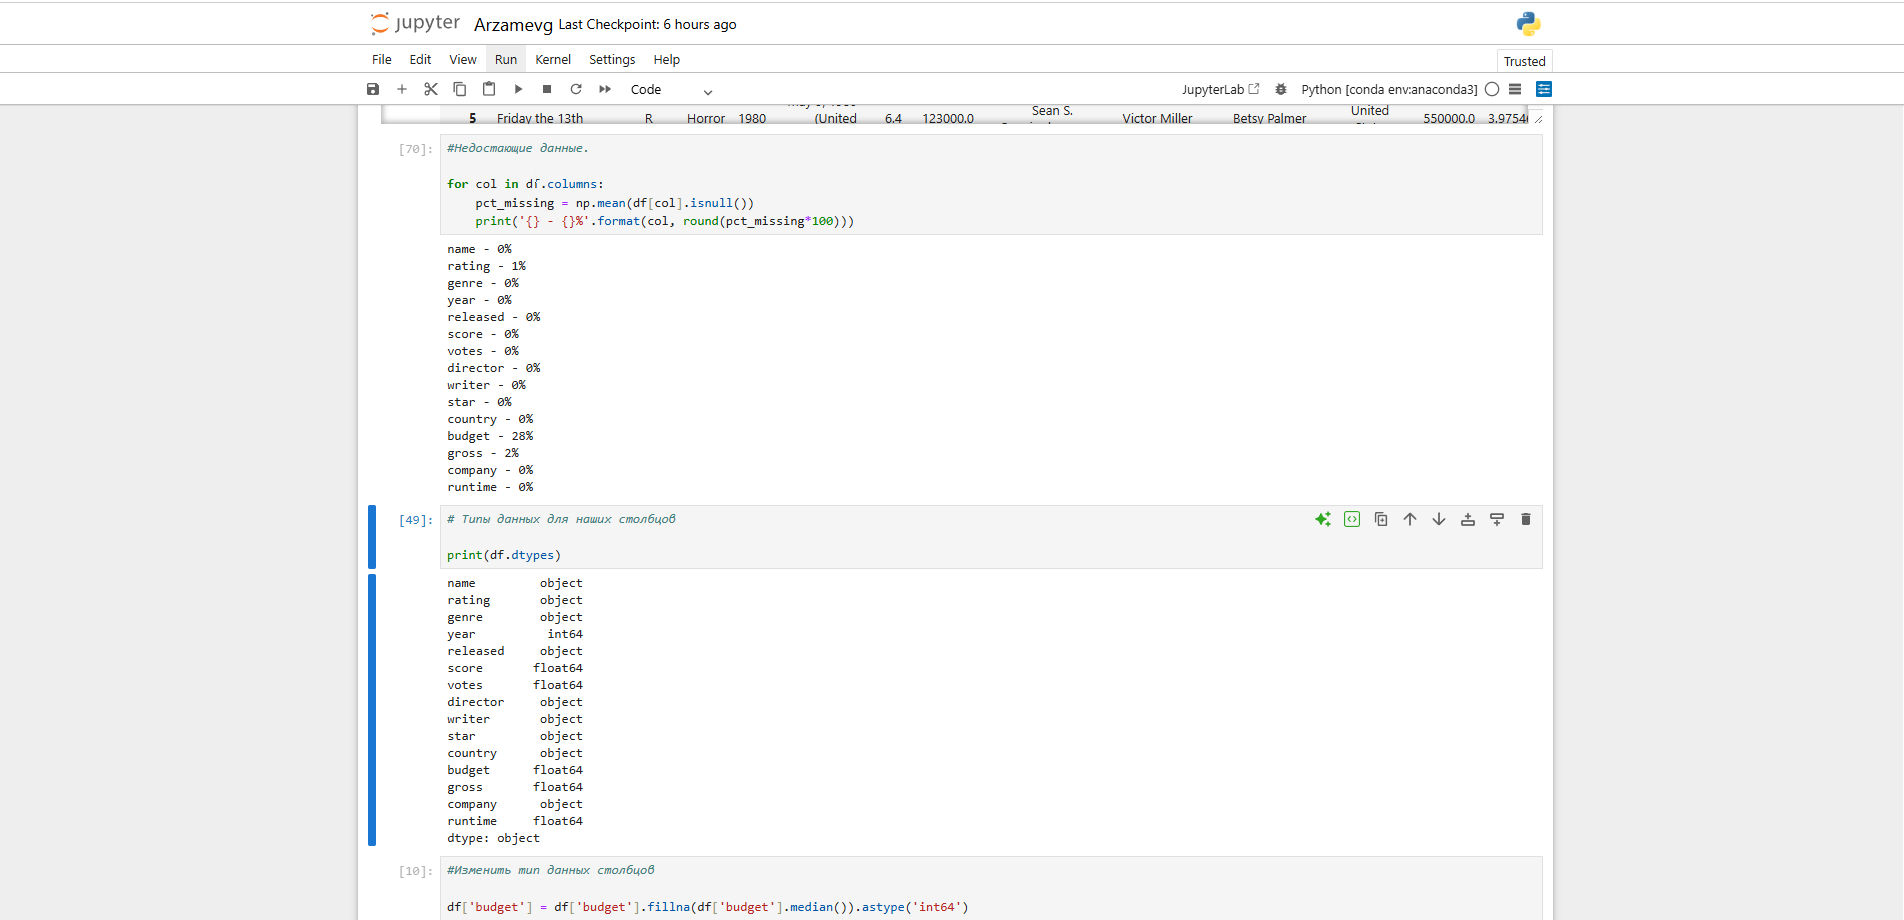 jupyter Arzamevg Last Checkpoint: 6 hours ago
File Edit View Run Kernel Settings Help Trusted
Code JupyterLab Python [conda env:anaconda3]
5 Friday the 13th R Horror 1980 (United 6.4 123000.0 Sean S. Victor Miller Betsy Palmer United 550000.0 3.9754
[70]: #Недостающие данные.
for col in df.columns:
    pct_missing = np.mean(df[col].isnull())
    print('{} - {}%'.format(col, round(pct_missing*100)))
name - 0%
rating - 1%
genre - 0%
year - 0%
released - 0%
score - 0%
votes - 0%
director - 0%
writer - 0%
star - 0%
country - 0%
budget - 28%
gross - 2%
company - 0%
runtime - 0%
[49]: # Типы данных для наших столбцов
print(df.dtypes)
name object
rating object
genre object
year int64
released object
score float64
votes float64
director object
writer object
star object
country object
budget float64
gross float64
company object
runtime float64
dtype: object
[10]: #Изменить тип данных столбцов
df['budget'] = df['budget'].fillna(df['budget'].median()).astype('int64')